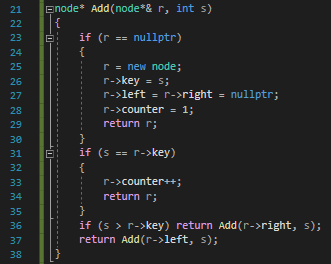 21 node* Add(node*& r, int s)
22 {
23 if (r == nullptr)
24 {
25 r = new node;
26 r->key = s;
27 r->left = r->right = nullptr;
28 r->counter = 1;
29 return r;
30 }
31 if (s == r->key)
32 {
33 r->counter++;
34 return r;
35 }
36 if (s > r->key) return Add(r->right, s);
37 return Add(r->left, s);
38 }